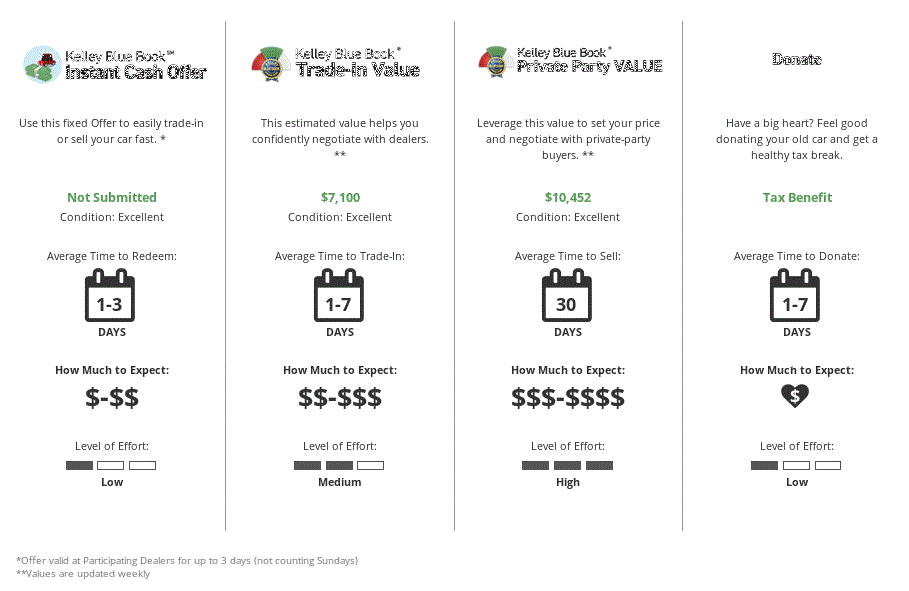 Kelley Blue Book℠
Instant Cash Offer
Use this fixed Offer to easily trade-in
or sell your car fast. *
Not Submitted
Condition: Excellent
Average Time to Redeem:
1-3
DAYS
How Much to Expect:
$-$$
Level of Effort:
Low
Kelley Blue Book®
Trade-in Value
This estimated value helps you
confidently negotiate with dealers.
**
$7,100
Condition: Excellent
Average Time to Trade-In:
1-7
DAYS
How Much to Expect:
$$-$$$
Level of Effort:
Medium
Kelley Blue Book®
Private Party VALUE
Leverage this value to set your price
and negotiate with private-party
buyers. **
$10,452
Condition: Excellent
Average Time to Sell:
30
DAYS
How Much to Expect:
$$$-$$$$
Level of Effort:
High
Donate
Have a big heart? Feel good
donating your old car and get a
healthy tax break.
Tax Benefit
Average Time to Donate:
1-7
DAYS
How Much to Expect:
$
Level of Effort:
Low
*Offer valid at Participating Dealers for up to 3 days (not counting Sundays)
**Values are updated weekly